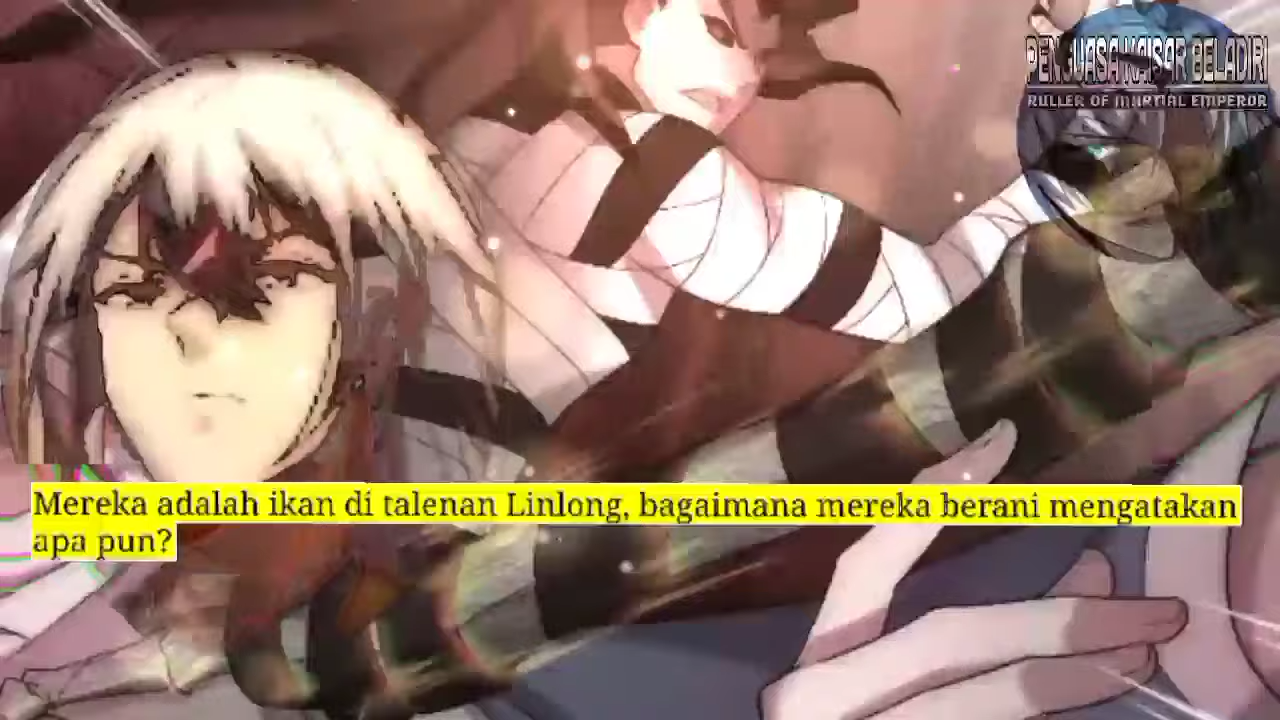 PENGUASA KAISAR BELADIRI
RULLER OF MARTIAL EMPEROR
Mereka adalah ikan di talenan Linlong, bagaimana mereka berani mengatakan
apa pun?